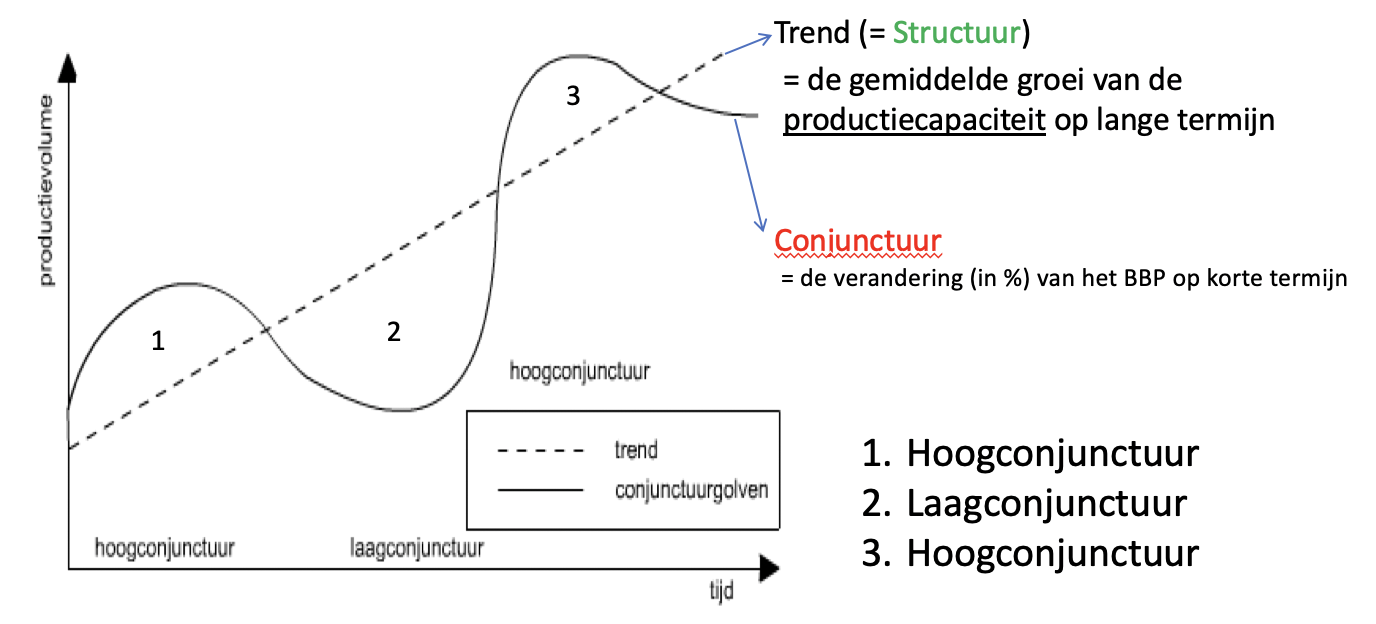 Trend (= Structuur)
= de gemiddelde groei van de
productiecapaciteit op lange termijn
productievolume
3
Conjunctuur
= de verandering (in %) van het BBP op korte termijn
1
2
hoogconjunctuur
trend
conjunctuurgolven
1. Hoogconjunctuur
2. Laagconjunctuur
3. Hoogconjunctuur
hoogconjunctuur
laagconjunctuur
tijd